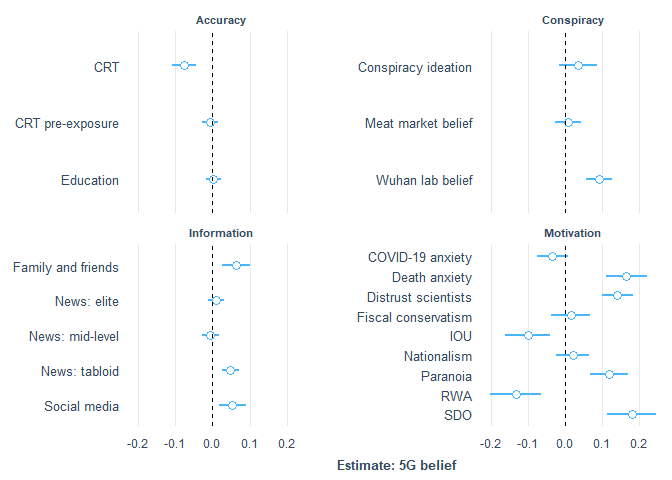 Accuracy
CRT
CRT pre-exposure
Education
Conspiracy
Conspiracy ideation
Meat market belief
Wuhan lab belief
Information
Family and friends
News: elite
News: mid-level
News: tabloid
Social media
-0.2 -0.1 0.0 0.1 0.2
Motivation
COVID-19 anxiety
Death anxiety
Distrust scientists
Fiscal conservatism
IOU
Nationalism
Paranoia
RWA
SDO
-0.2 -0.1 0.0 0.1 0.2
Estimate: 5G belief